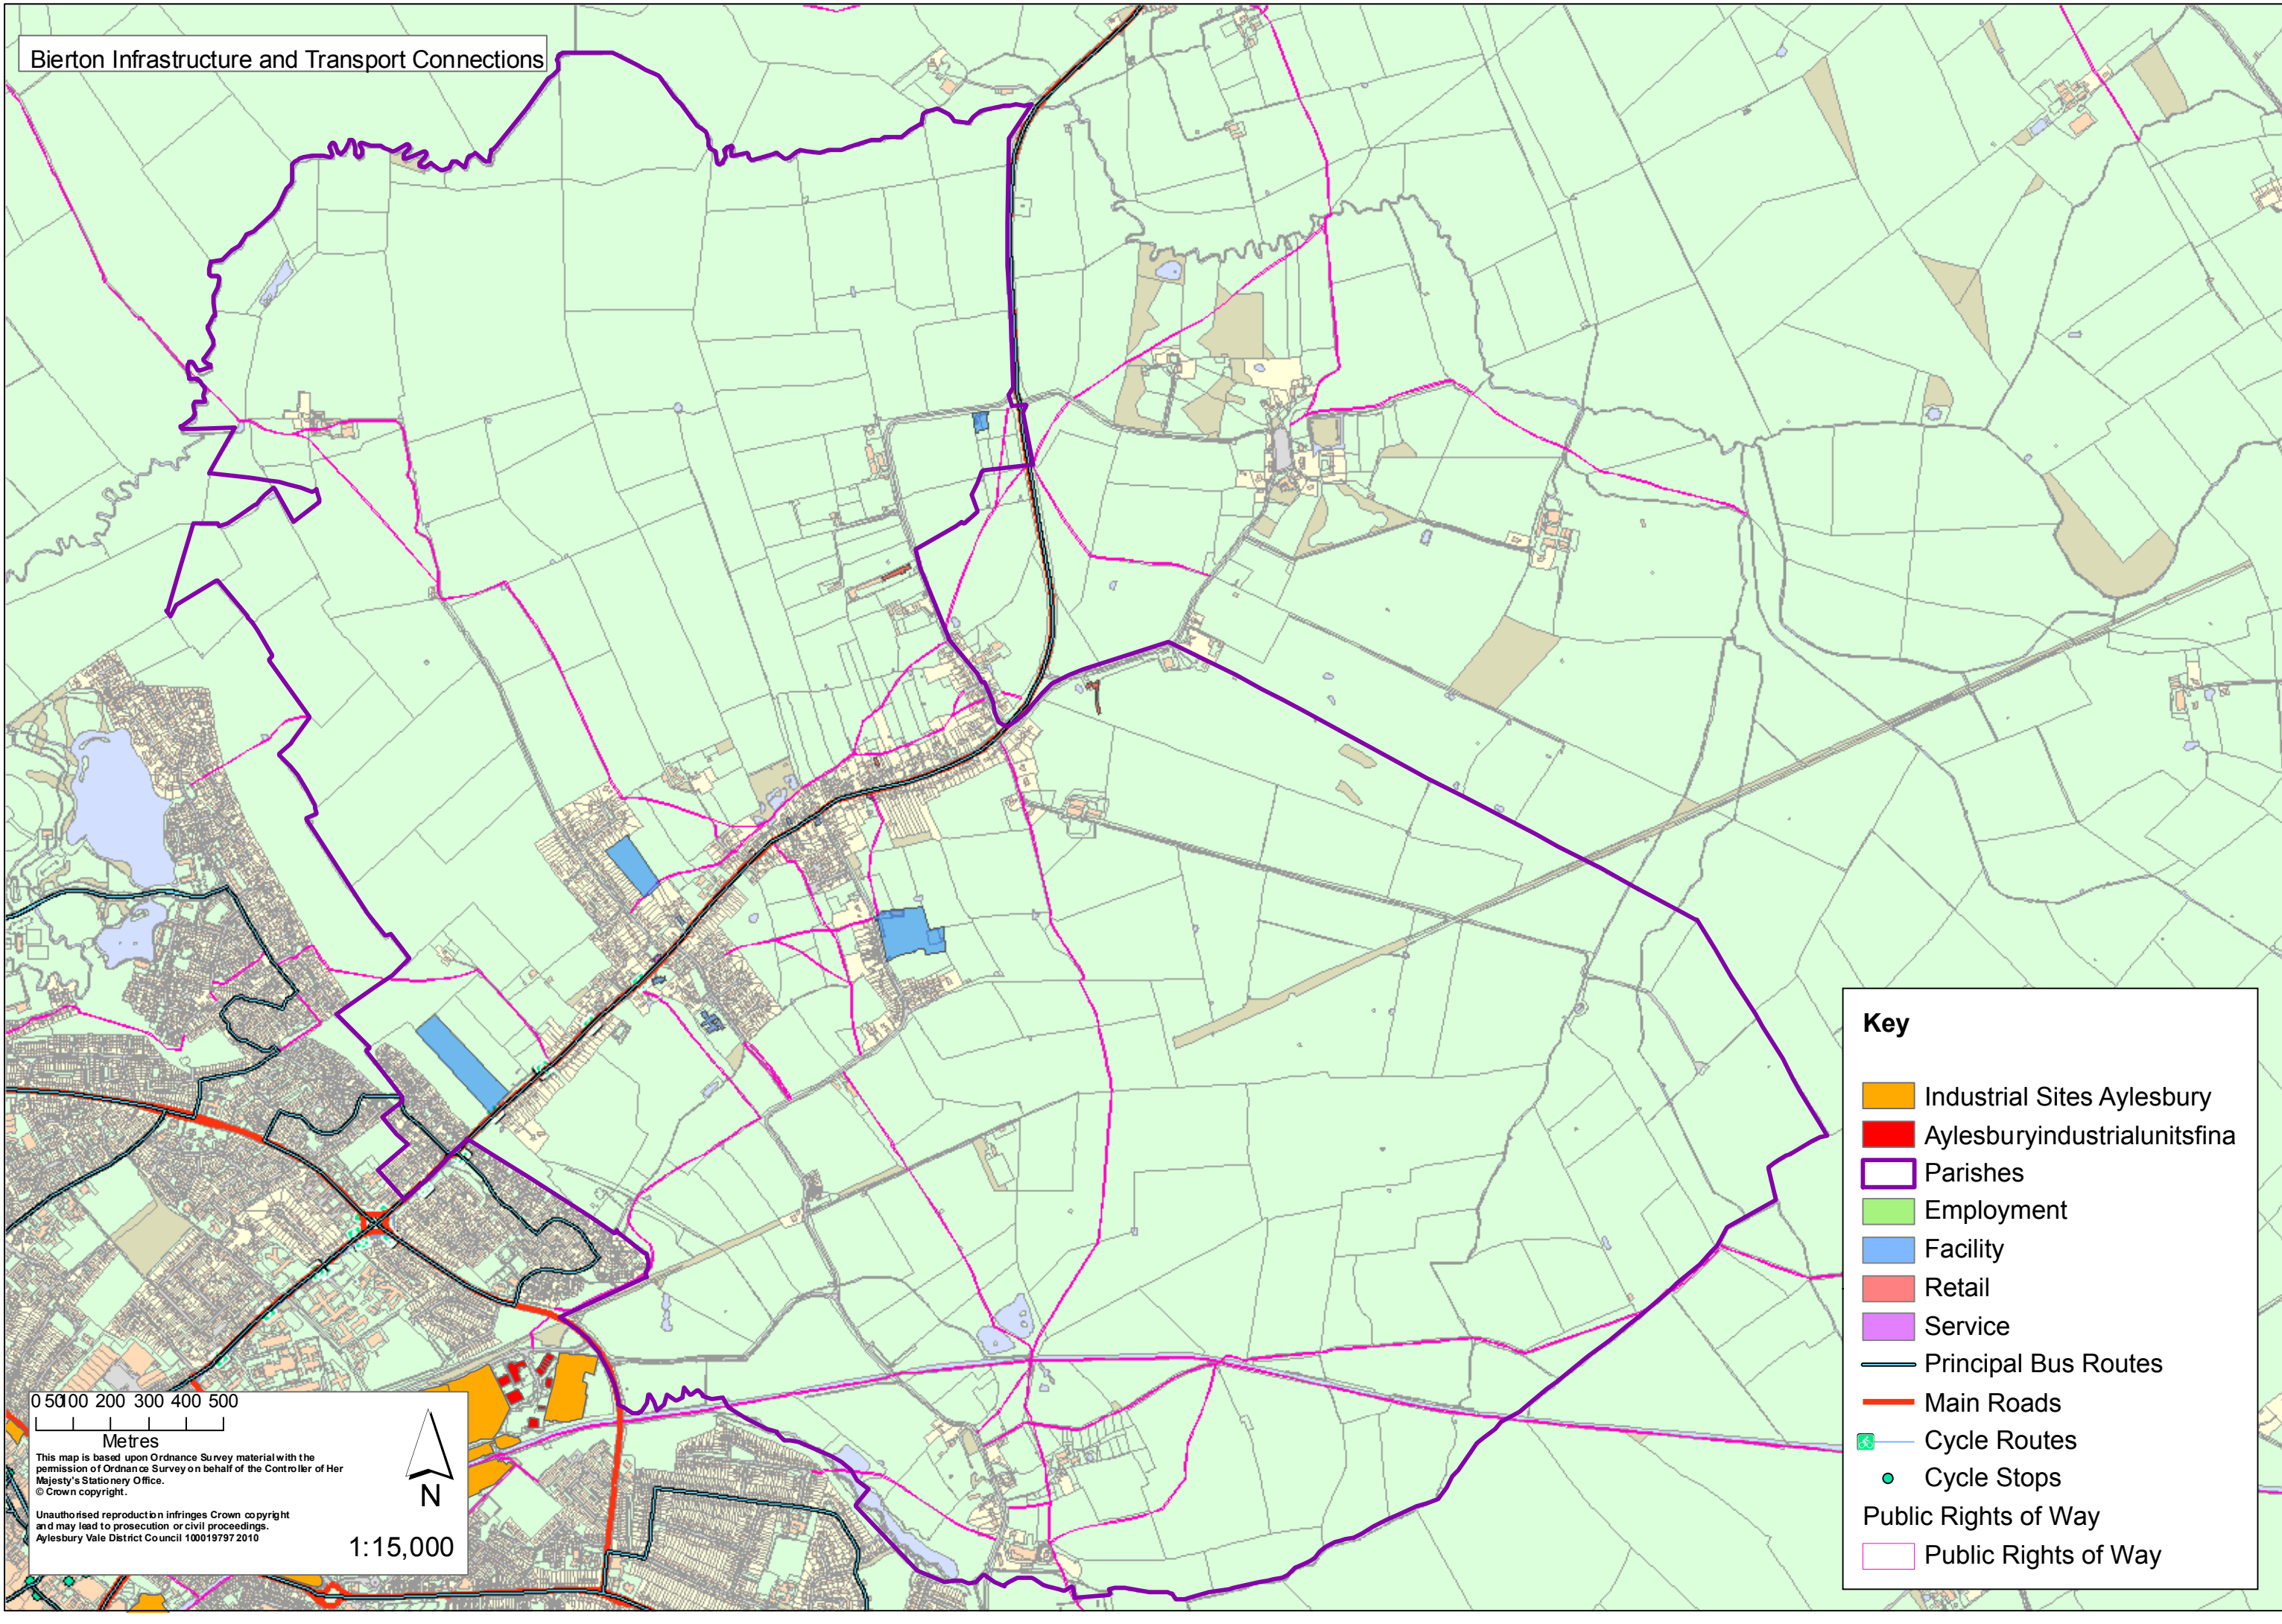 Bierton Infrastructure and Transport Connections
Key
Industrial Sites Aylesbury
Aylesburyindustrialunitsfina
Parishes
Employment
Facility
Retail
Service
Principal Bus Routes
Main Roads
Cycle Routes
Cycle Stops
Public Rights of Way
Public Rights of Way
0 50 100 200 300 400 500
Metres
This map is based upon Ordnance Survey material with the
permission of Ordnance Survey on behalf of the Controller of Her
Majesty's Stationery Office.
© Crown copyright.
Unauthorised reproduction infringes Crown copyright
and may lead to prosecution or civil proceedings.
Aylesbury Vale District Council 100019797 2010
N
1:15,000